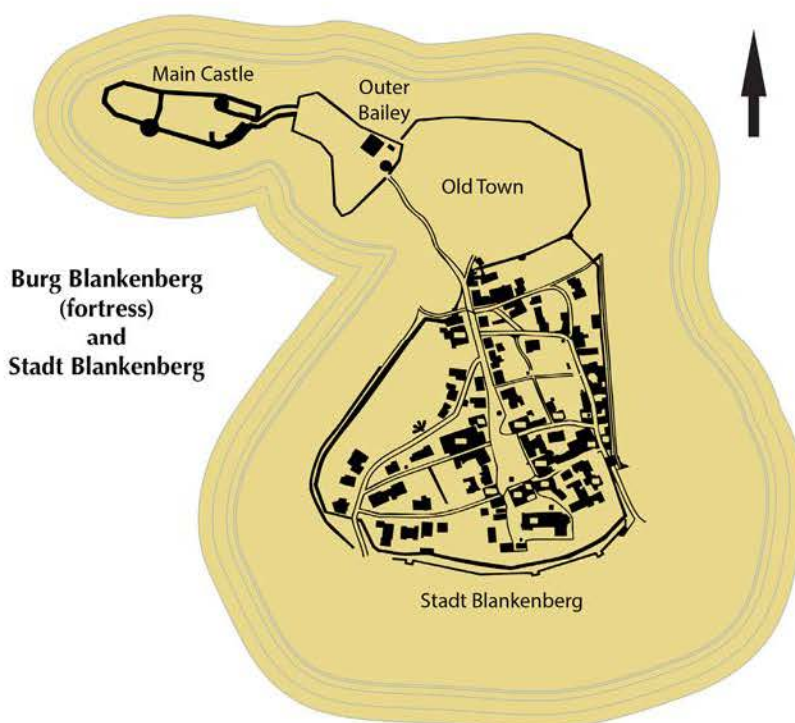 Main Castle
Outer
Bailey
Old Town
Burg Blankenberg
(fortress)
and
Stadt Blankenberg
Stadt Blankenberg